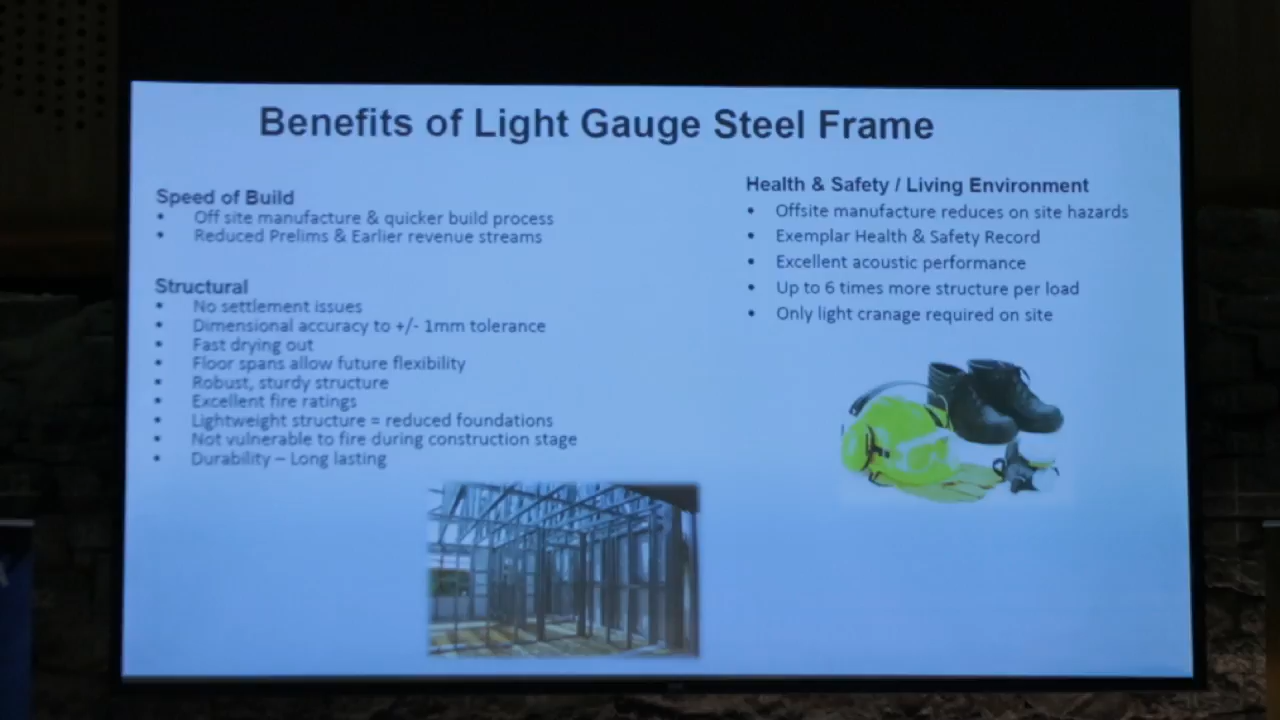 Benefits of Light Gauge Steel Frame
Speed of Build
• Off site manufacture & quicker build process
• Reduced Prelims & Earlier revenue streams
Structural
• No settlement issues
• Dimensional accuracy to +/- 1mm tolerance
• Fast drying out
• Floor spans allow future flexibility
• Robust, sturdy structure
• Excellent fire ratings
• Lightweight structure = reduced foundations
• Not vulnerable to fire during construction stage
• Durability – Long lasting
Health & Safety / Living Environment
• Offsite manufacture reduces on site hazards
• Exemplar Health & Safety Record
• Excellent acoustic performance
• Up to 6 times more structure per load
• Only light cranage required on site